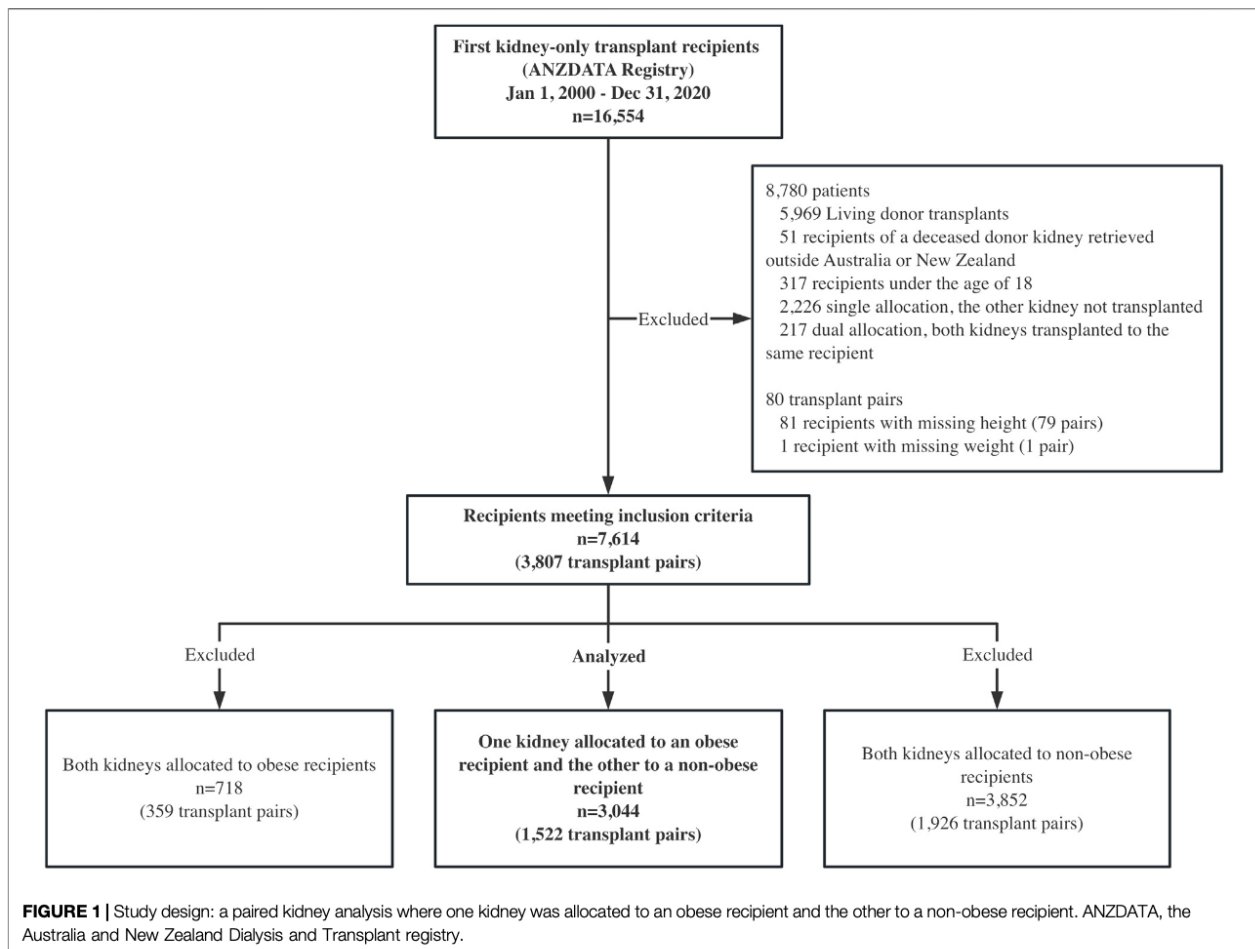 First kidney-only transplant recipients
(ANZDATA Registry)
Jan 1, 2000 - Dec 31, 2020
n=16,554
8,780 patients
5,969 Living donor transplants
51 recipients of a deceased donor kidney retrieved
outside Australia or New Zealand
317 recipients under the age of 18
2,226 single allocation, the other kidney not transplanted
217 dual allocation, both kidneys transplanted to the
same recipient
80 transplant pairs
81 recipients with missing height (79 pairs)
1 recipient with missing weight (1 pair)
Excluded
Recipients meeting inclusion criteria
n=7,614
(3,807 transplant pairs)
Excluded
Analyzed
Excluded
Both kidneys allocated to obese recipients
n=718
(359 transplant pairs)
One kidney allocated to an obese
recipient and the other to a non-obese
recipient
n=3,044
(1,522 transplant pairs)
Both kidneys allocated to non-obese
recipients
n=3,852
(1,926 transplant pairs)
FIGURE 1 | Study design: a paired kidney analysis where one kidney was allocated to an obese recipient and the other to a non-obese recipient. ANZDATA, the
Australia and New Zealand Dialysis and Transplant registry.